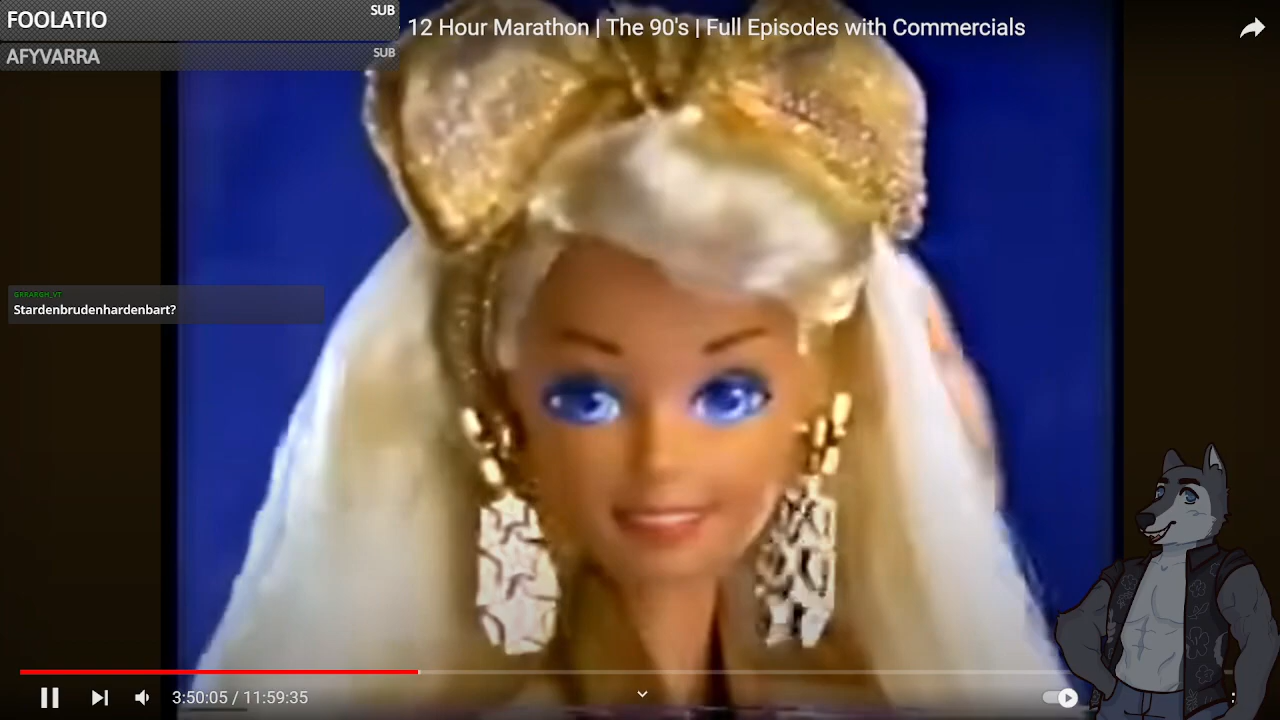 FOOLATIO SUB
12 Hour Marathon | The 90's | Full Episodes with Commercials
AFYVARRA SUB
GRRARGH_VT
Stardenbrudenhardenbart?
3:50:05 / 11:59:35